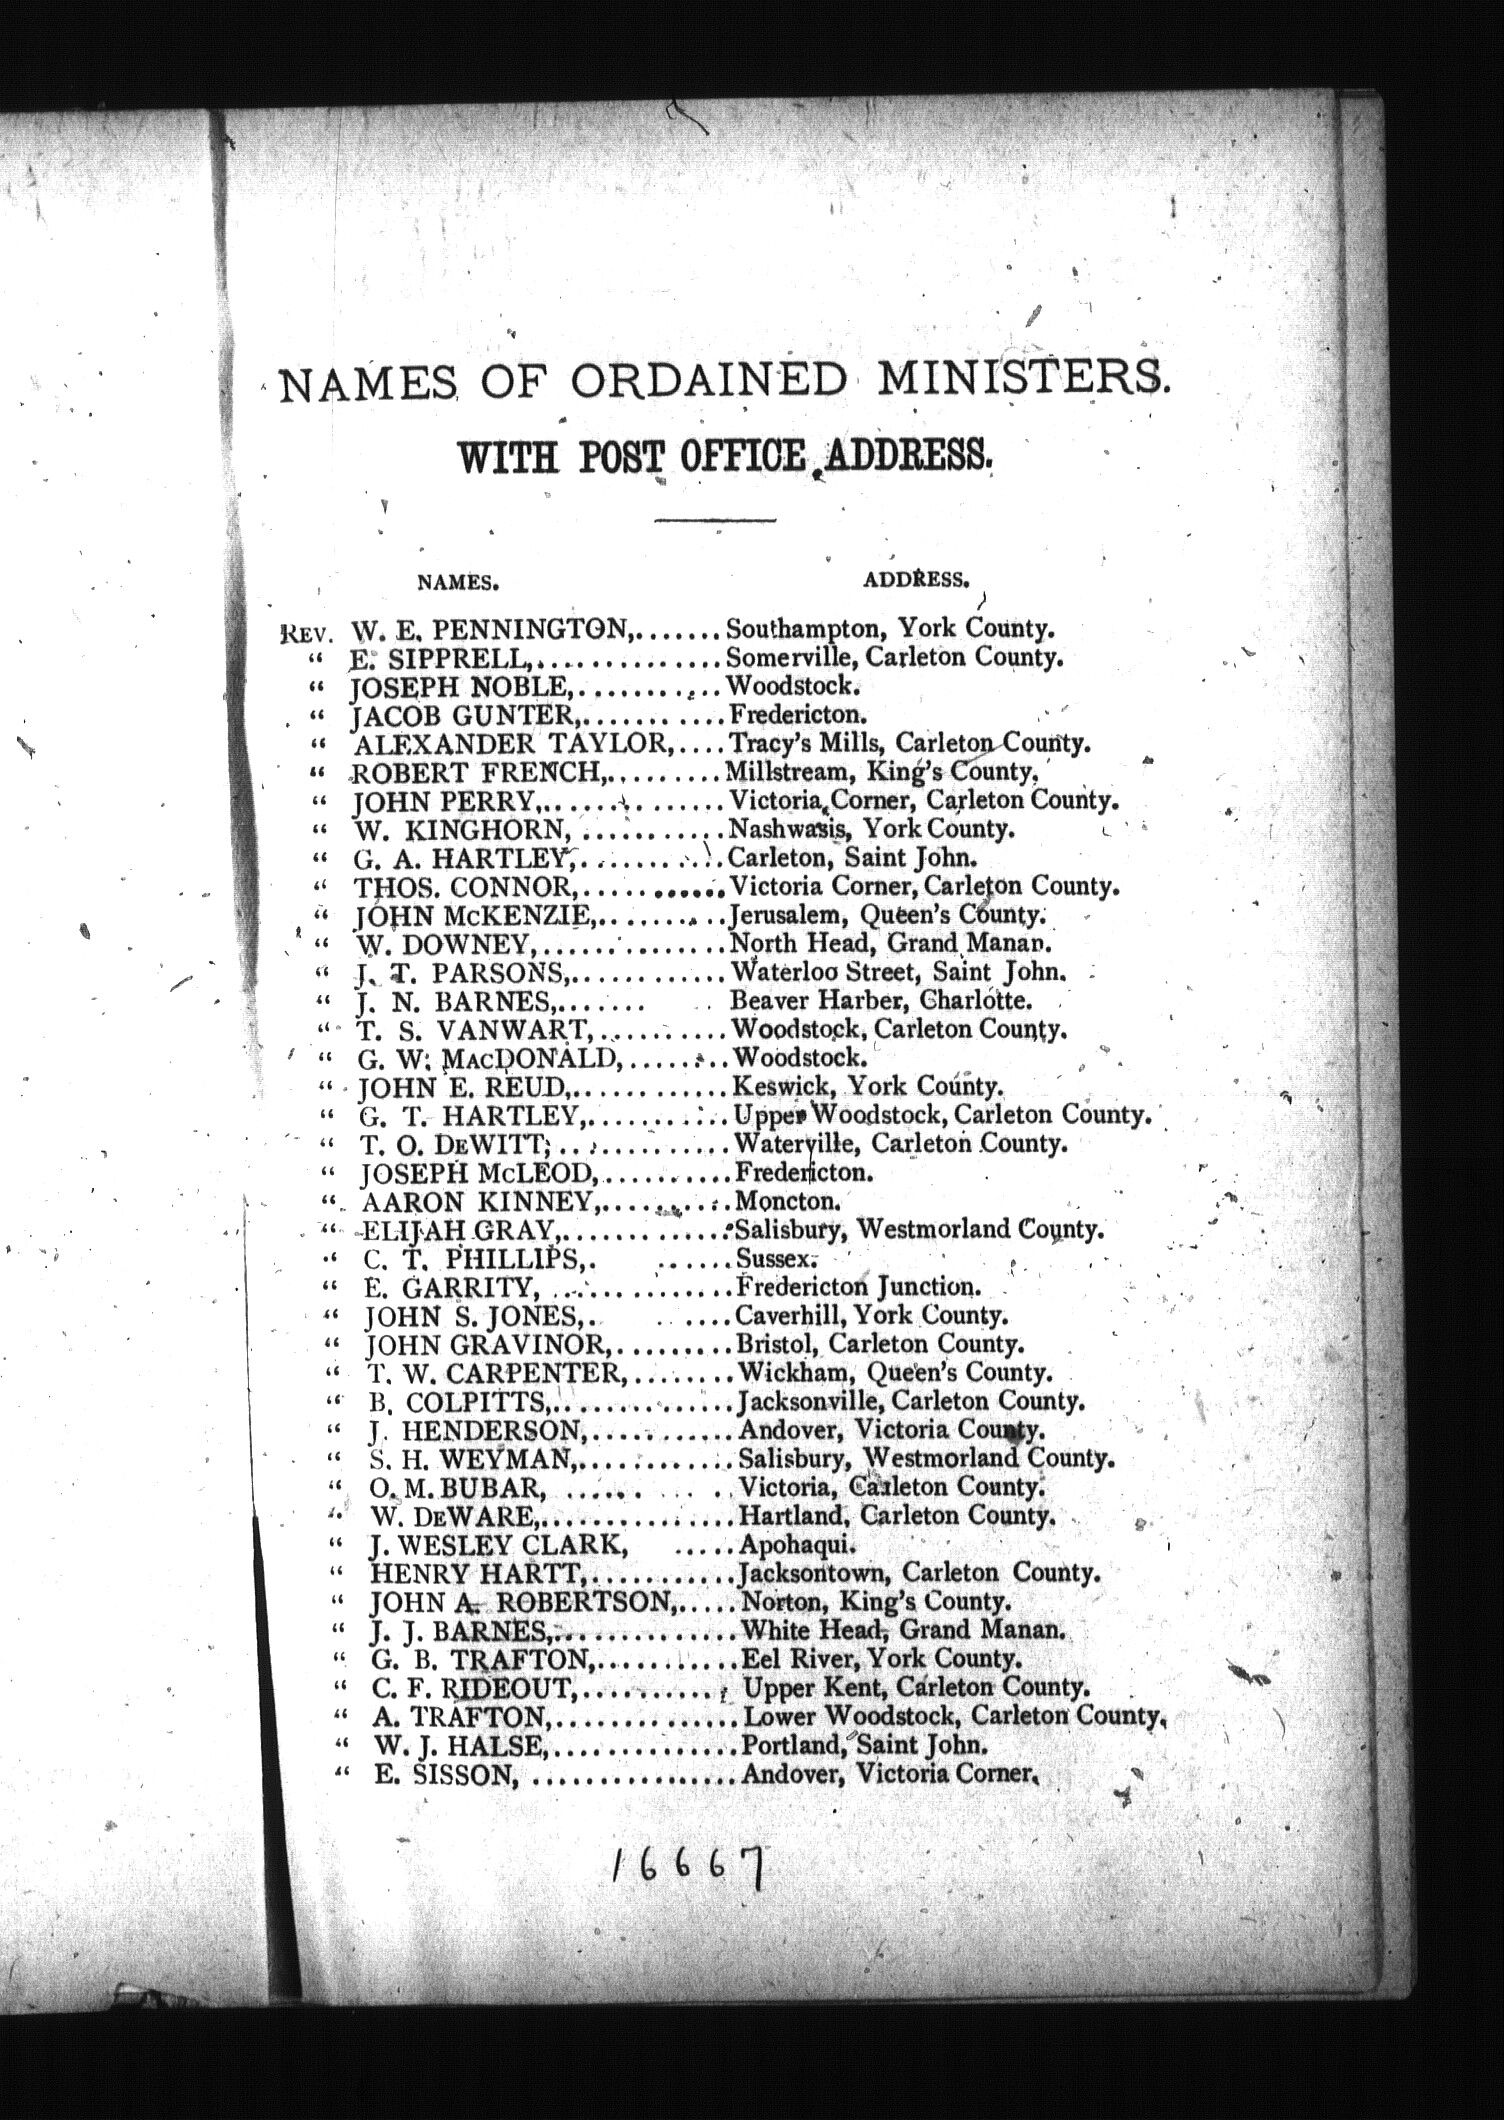 NAMES OF ORDAINED MINISTERS.
WITH POST OFFICE ADDRESS.
NAMES. ADDRESS.
REV. W. E. PENNINGTON,....... Southampton, York County.
“ E. SIPPRELL,.............. Somerville, Carleton County.
“ JOSEPH NOBLE,........... Woodstock.
“ JACOB GUNTER,........... Fredericton.
“ ALEXANDER TAYLOR,.... Tracy's Mills, Carleton County.
“ ROBERT FRENCH,......... Millstream, King's County.
“ JOHN PERRY,............. Victoria Corner, Carleton County.
“ W. KINGHORN, ........... Nashwasis, York County.
“ G. A. HARTLEY,........... Carleton, Saint John.
“ THOS. CONNOR,........... Victoria Corner, Carleton County.
“ JOHN McKENZIE,......... Jerusalem, Queen's County.
“ W. DOWNEY,.............. North Head, Grand Manan.
“ J. T. PARSONS,............ Waterloo Street, Saint John.
“ J. N. BARNES,....... .. Beaver Harber, Charlotte.
“ T. S. VANWART,.......... Woodstock, Carleton County.
“ G. W. MACDONALD,........ Woodstock.
“ JOHN E. REUD,............ Keswick, York County.
“ G. T. HARTLEY,........... Upper Woodstock, Carleton County.
“ T. O. DEWITT,............. Waterville, Carleton County.
“ JOSEPH McLEOD,.......... Fredericton.
“ AARON KINNEY,.......... Moncton.
“ ELIJAH GRAY,............. Salisbury, Westmorland County.
“ C. T. PHILLIPS,. ...... Sussex.
“ E. GARRITY, .............. Fredericton Junction.
“ JOHN S. JONES,. . ..... Caverhill, York County.
“ JOHN GRAVINOR,......... Bristol, Carleton County.
“ T. W. CARPENTER,........ Wickham, Queen's County.
“ B. COLPITTS,.............. Jacksonville, Carleton County.
“ J. HENDERSON,........... Andover, Victoria County.
“ S. H. WEYMAN,............ Salisbury, Westmorland County.
“ O. M. BUBAR, ...... ... . . Victoria, Carleton County.
“ W. DEWARE,............... Hartland, Carleton County.
“ J. WESLEY CLARK, ..... Apohaqui.
“ HENRY HARTT,........... Jacksontown, Carleton County.
“ JOHN A. ROBERTSON,..... Norton, King's County.
“ J. J. BARNES,.............. White Head, Grand Manan.
“ G. B. TRAFTON,........... Eel River, York County.
“ C. F. RIDEOUT,........... Upper Kent, Carleton County.
“ A. TRAFTON,.............. Lower Woodstock, Carleton County.
“ W. J. HALSE,.............. Portland, Saint John.
“ E. SISSON, ................ Andover, Victoria Corner.
16667